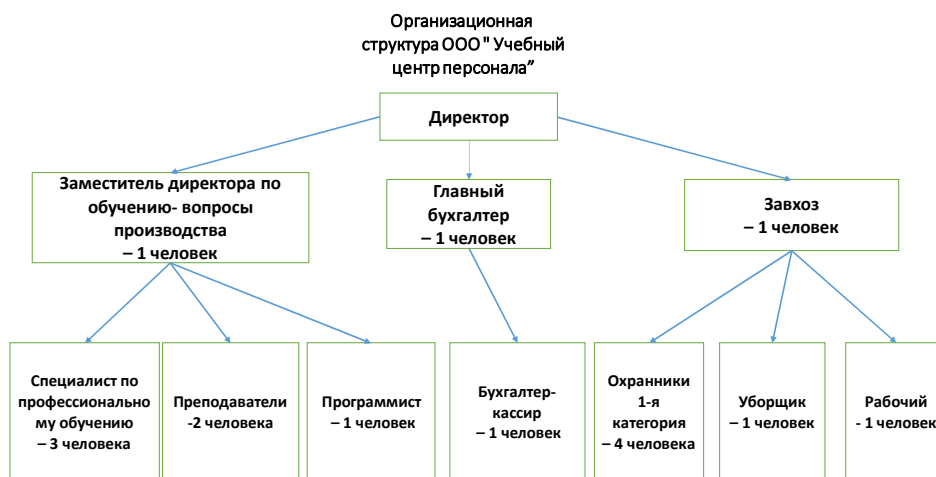 Организационная
структура ООО " Учебный
центр персонала”
Директор
Заместитель директора по
обучению- вопросы
производства
– 1 человек
Главный
бухгалтер
– 1 человек
Завхоз
– 1 человек
Специалист по
профессионально
му обучению
– 3 человека
Преподаватели
-2 человека
Программист
– 1 человек
Бухгалтер-
кассир
– 1 человек
Охранники
1-я
категория
– 4 человека
Уборщик
– 1 человек
Рабочий
- 1 человек